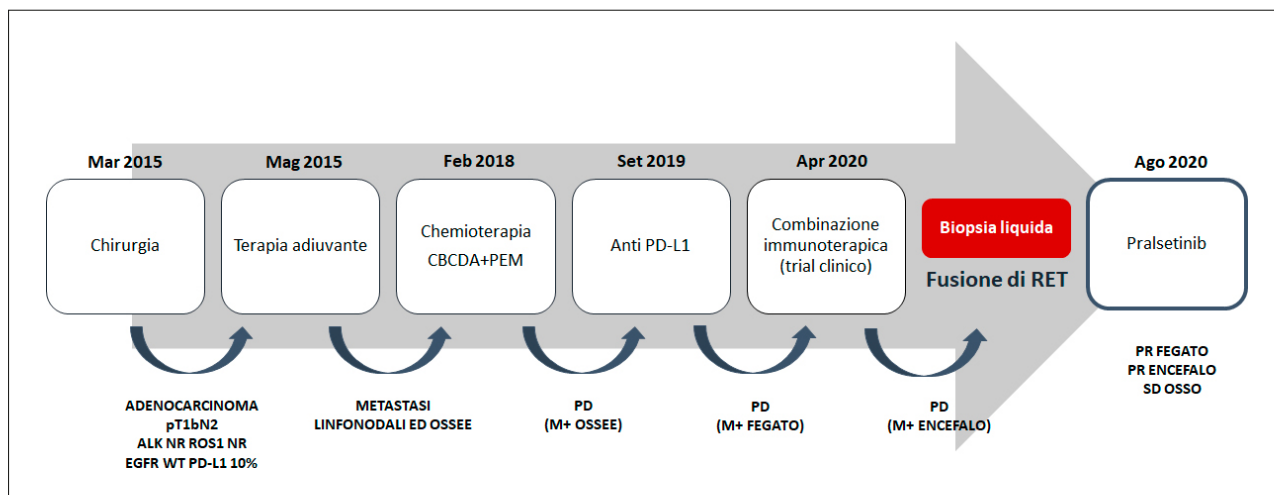 Mar 2015
Mag 2015
Feb 2018
Set 2019
Apr 2020
Ago 2020
Chirurgia
Terapia adiuvante
Chemioterapia
CBCDA+PEM
Anti PD-L1
Combinazione
immunoterapica
(trial clinico)
Biopsia liquida
Fusione di RET
Pralsetinib
ADENOCARCINOMA
pT1bN2
ALK NR ROS1 NR
EGFR WT PD-L1 10%
METASTASI
LINFONODALI ED OSSEE
PD
(M+ OSSEE)
PD
(M+ FEGATO)
PD
(M+ ENCEFALO)
PR FEGATO
PR ENCEFALO
SD OSSO